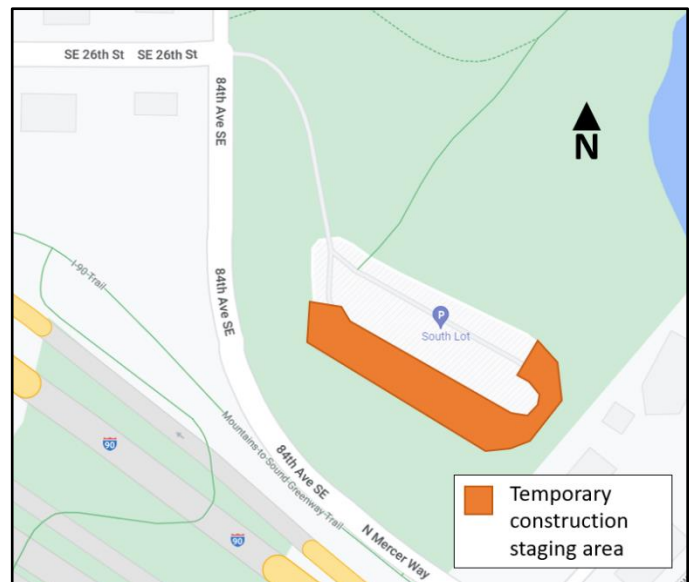 SE 26th St SE 26th St
84th Ave SE
N
I-90-Trail
84th Ave SE
P
South Lot
90
Mountains-to-Sound Greenway Trail
84th Ave SE
90
N Mercer Way
Temporary
construction
staging area